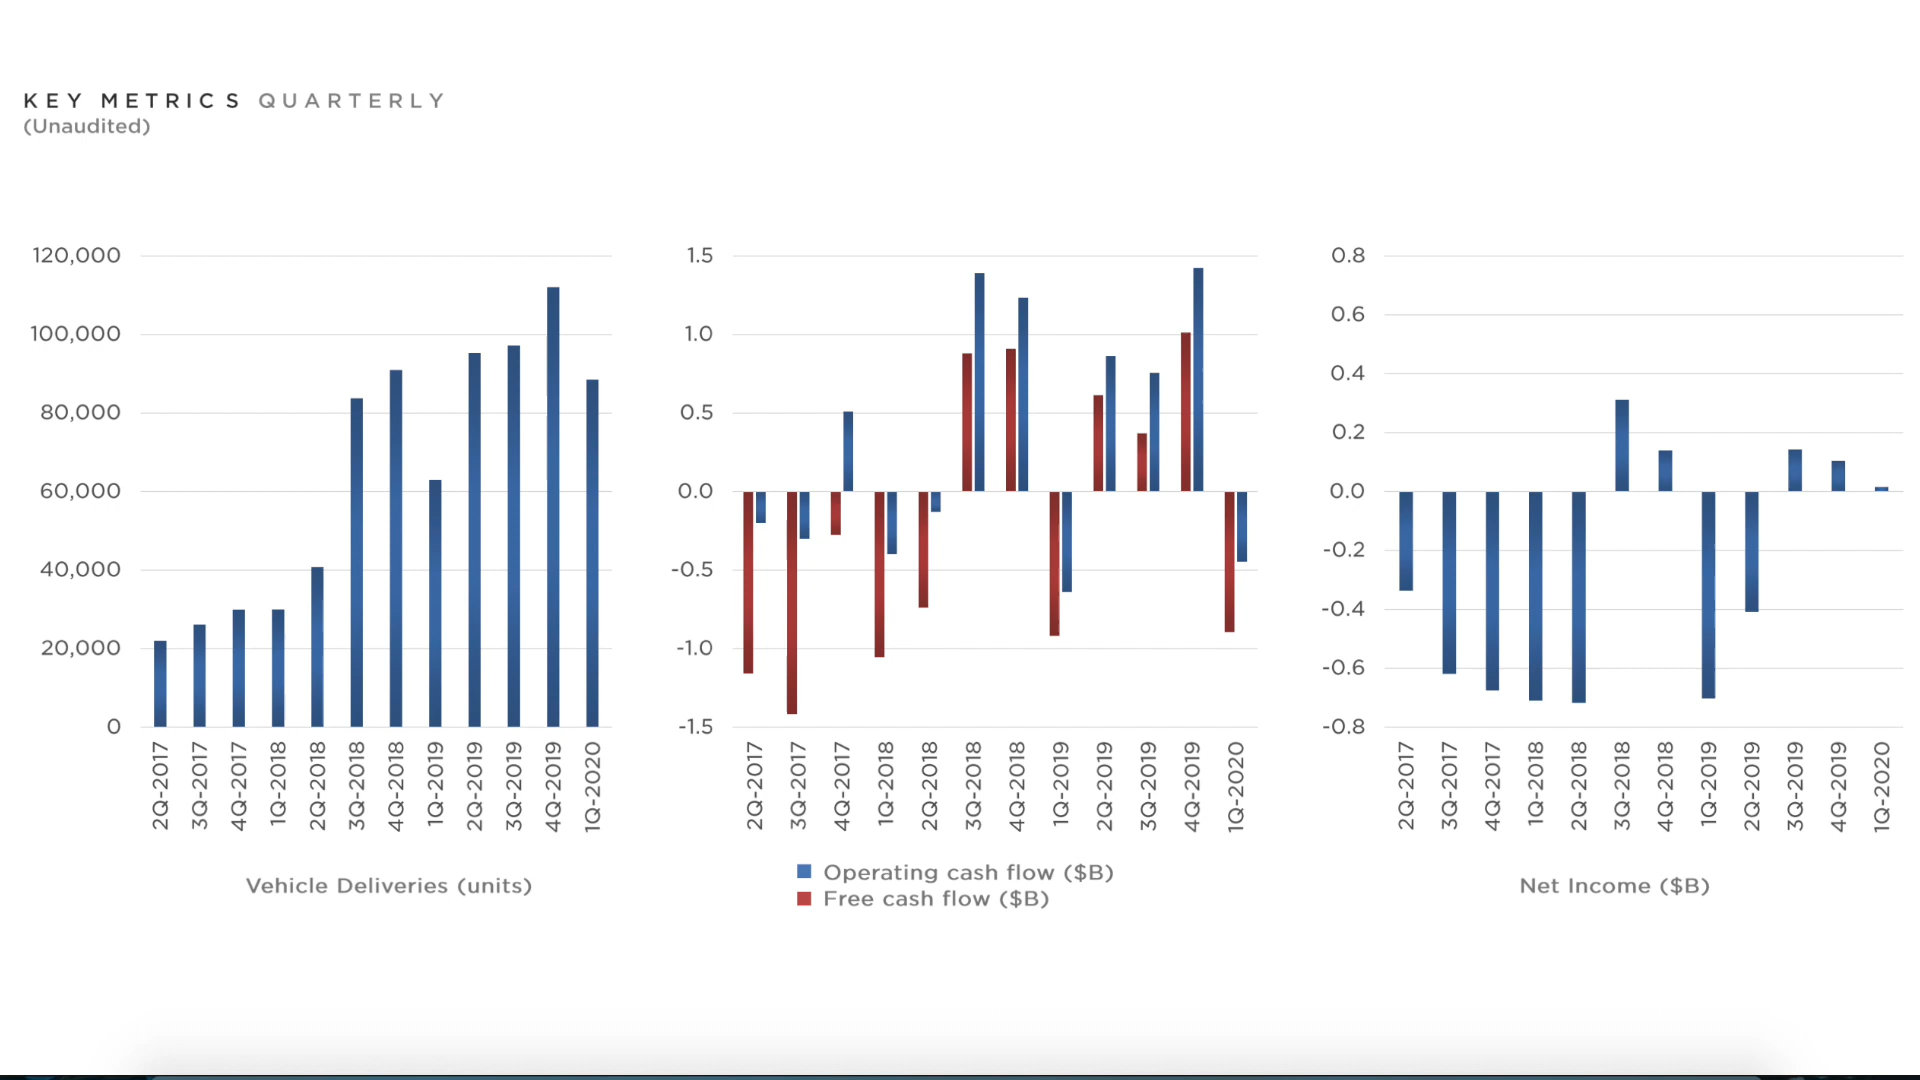 KEY METRICS QUARTERLY
(Unaudited)
120,000
100,000
80,000
60,000
40,000
20,000
0
2Q-2017
3Q-2017
4Q-2017
1Q-2018
2Q-2018
3Q-2018
4Q-2018
1Q-2019
2Q-2019
3Q-2019
4Q-2019
1Q-2020
Vehicle Deliveries (units)
1.5
1.0
0.5
0.0
-0.5
-1.0
-1.5
2Q-2017
3Q-2017
4Q-2017
1Q-2018
2Q-2018
3Q-2018
4Q-2018
1Q-2019
2Q-2019
3Q-2019
4Q-2019
1Q-2020
Operating cash flow ($B)
Free cash flow ($B)
0.8
0.6
0.4
0.2
0.0
-0.2
-0.4
-0.6
-0.8
2Q-2017
3Q-2017
4Q-2017
1Q-2018
2Q-2018
3Q-2018
4Q-2018
1Q-2019
2Q-2019
3Q-2019
4Q-2019
1Q-2020
Net Income ($B)